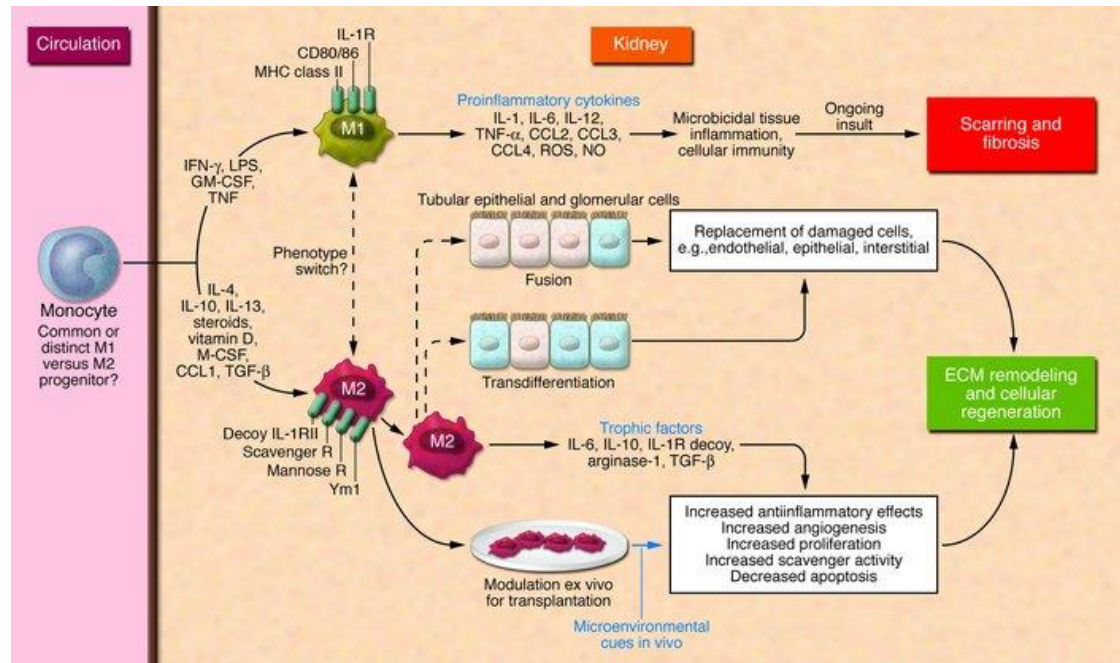 Circulation
Kidney
IL-1R
CD80/86
MHC class II
M1
Proinflammatory cytokines
IL-1, IL-6, IL-12,
TNF-α, CCL2, CCL3,
CCL4, ROS, NO
Microbicidal tissue
inflammation,
cellular immunity
Ongoing
insult
Scarring and
fibrosis
IFN-γ, LPS,
GM-CSF,
TNF
Monocyte
Common or
distinct M1
versus M2
progenitor?
Phenotype
switch?
IL-4,
IL-10, IL-13,
steroids,
vitamin D,
M-CSF,
CCL1, TGF-β
Tubular epithelial and glomerular cells
Fusion
Replacement of damaged cells,
e.g.,endothelial, epithelial, interstitial
Transdifferentiation
ECM remodeling
and cellular
regeneration
M2
Decoy IL-1RII
Scavenger R
Mannose R
Ym1
M2
Trophic factors
IL-6, IL-10, IL-1R decoy,
arginase-1, TGF-β
Increased antiinflammatory effects
Increased angiogenesis
Increased proliferation
Increased scavenger activity
Decreased apoptosis
Modulation ex vivo
for transplantation
Microenvironmental
cues in vivo